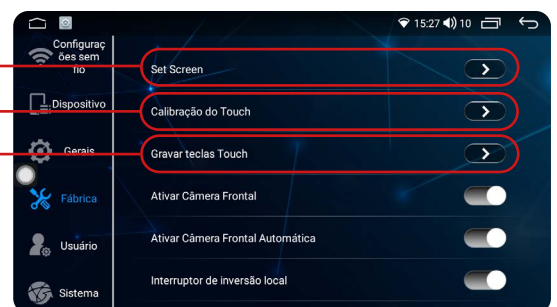 15:27 10
Configuraç
ões sem
fio
Set Screen
Dispositivo
Calibração do Touch
Gerais
Gravar teclas Touch
Fábrica
Ativar Câmera Frontal
Usuário
Ativar Câmera Frontal Automática
Sistema
Interruptor de inversão local